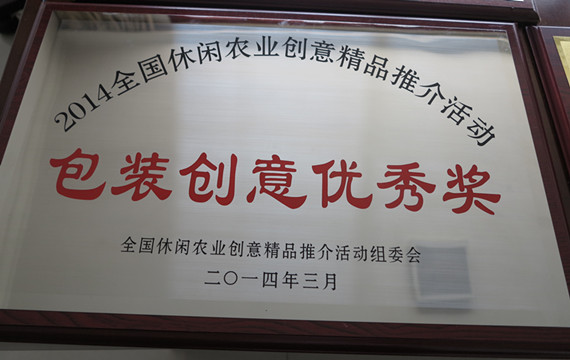 2014全国休闲农业创意精品推介活动
包装创意优秀奖
全国休闲农业创意精品推介活动组委会
二〇一四年三月